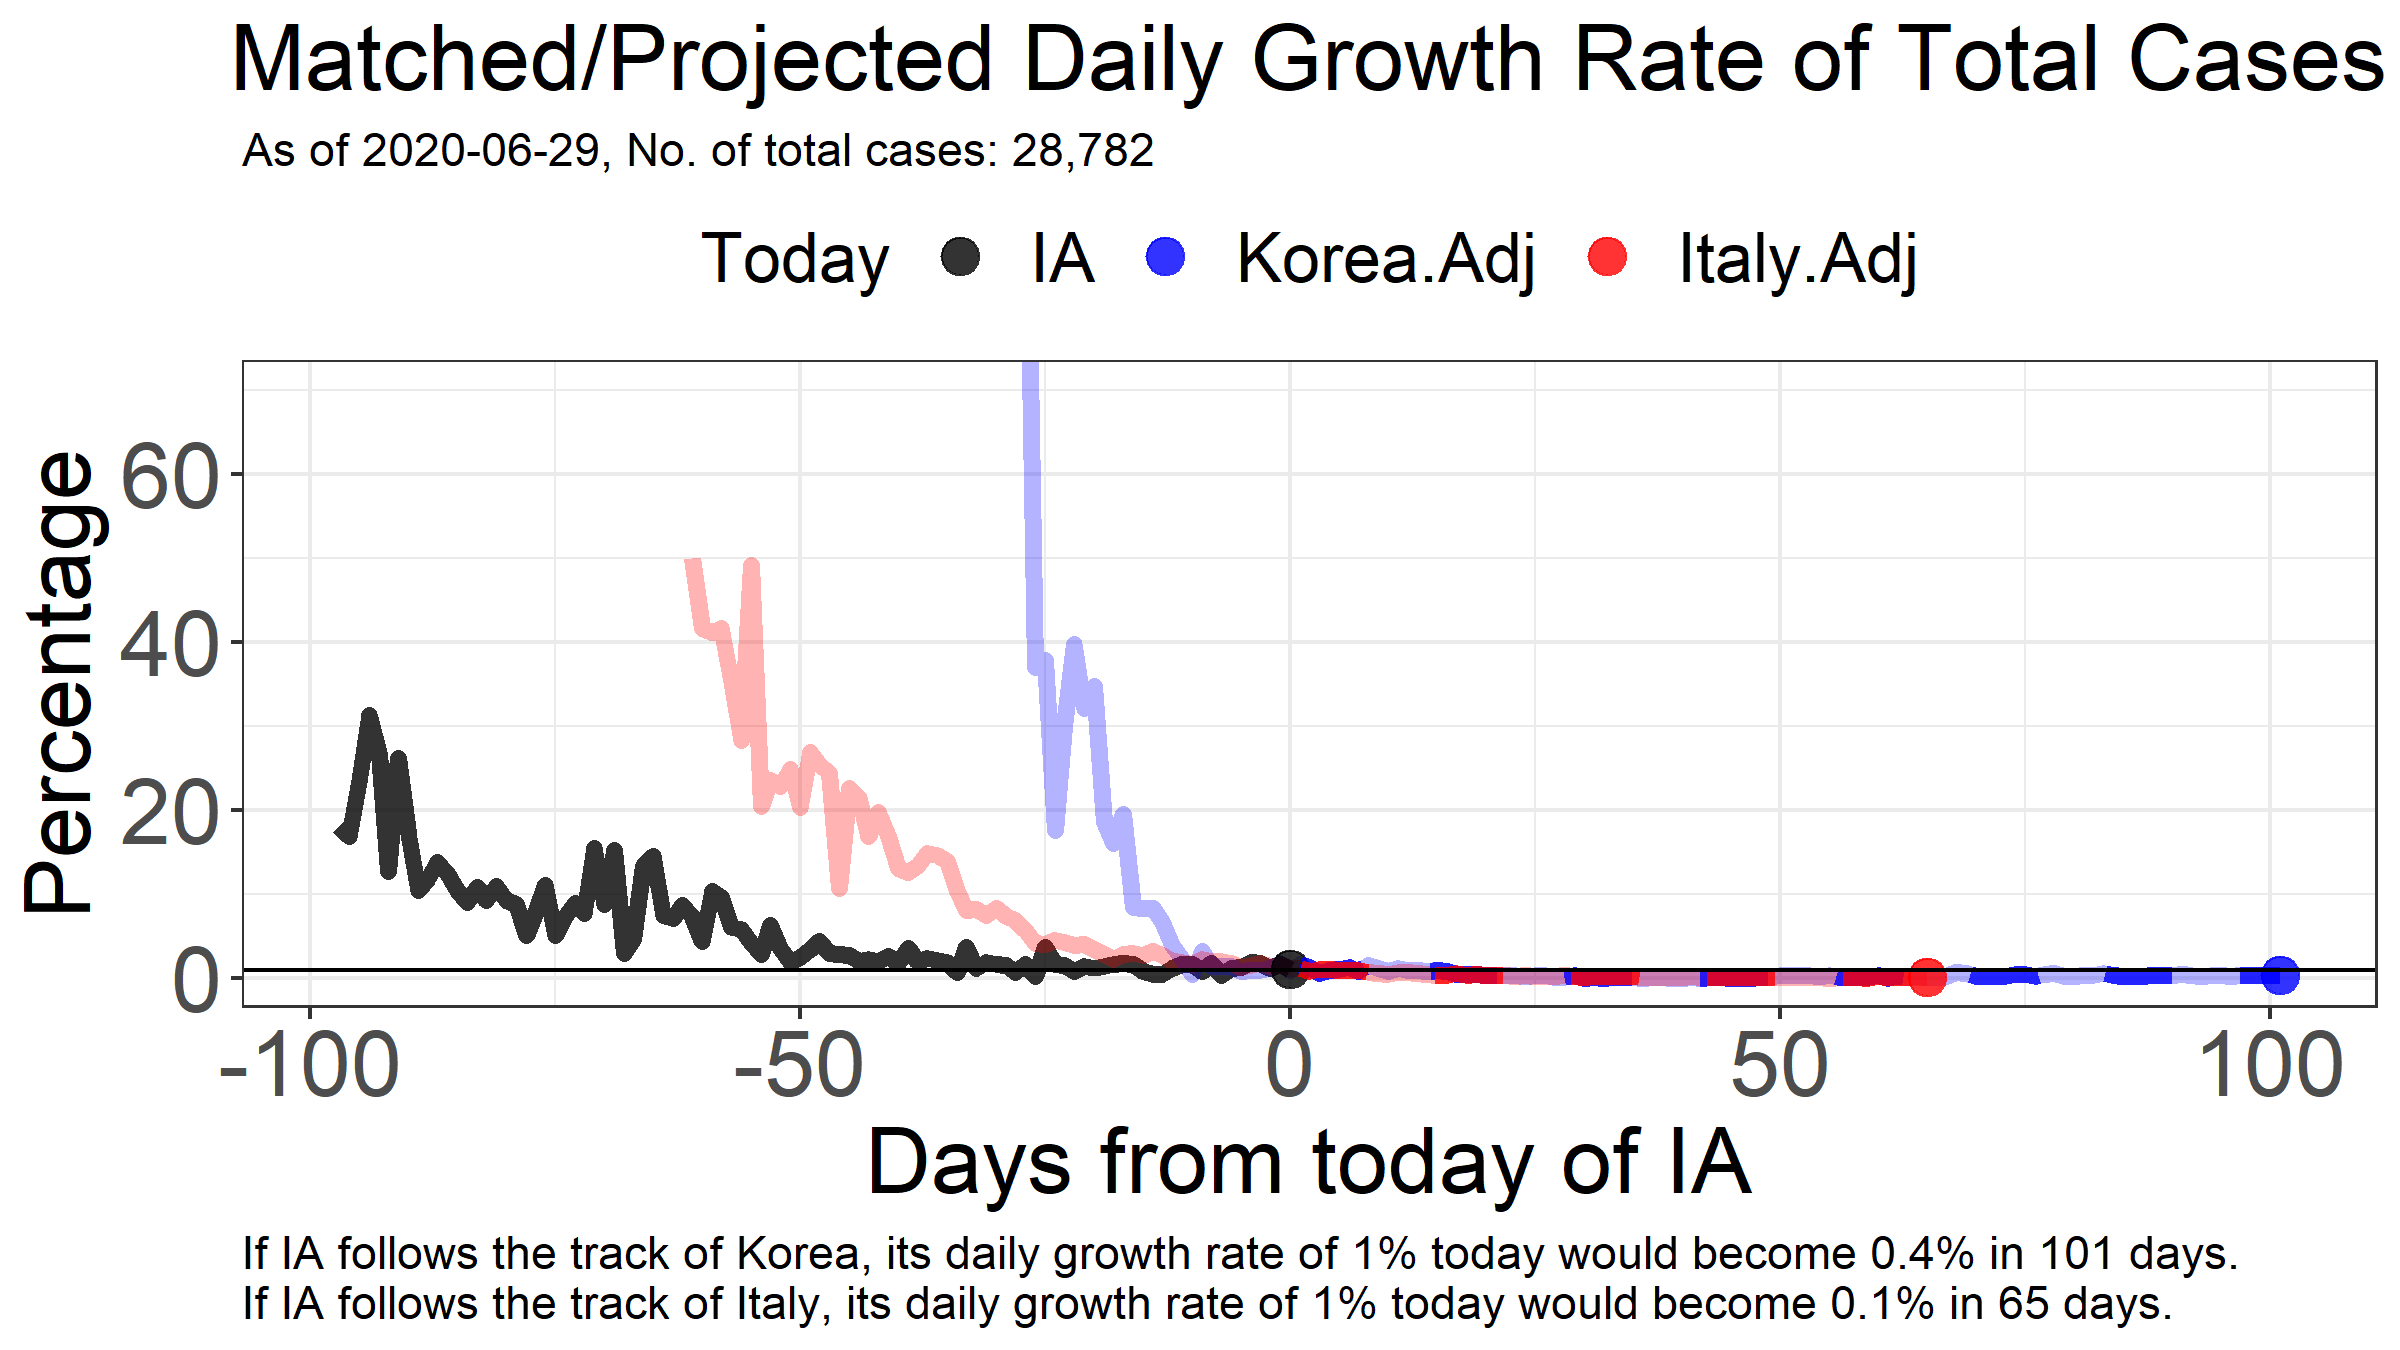 Matched/Projected Daily Growth Rate of Total Cases
As of 2020-06-29, No. of total cases: 28,782
Today IA Korea.Adj Italy.Adj
Percentage
60
40
20
0
-100 -50 0 50 100
Days from today of IA
If IA follows the track of Korea, its daily growth rate of 1% today would become 0.4% in 101 days.
If IA follows the track of Italy, its daily growth rate of 1% today would become 0.1% in 65 days.